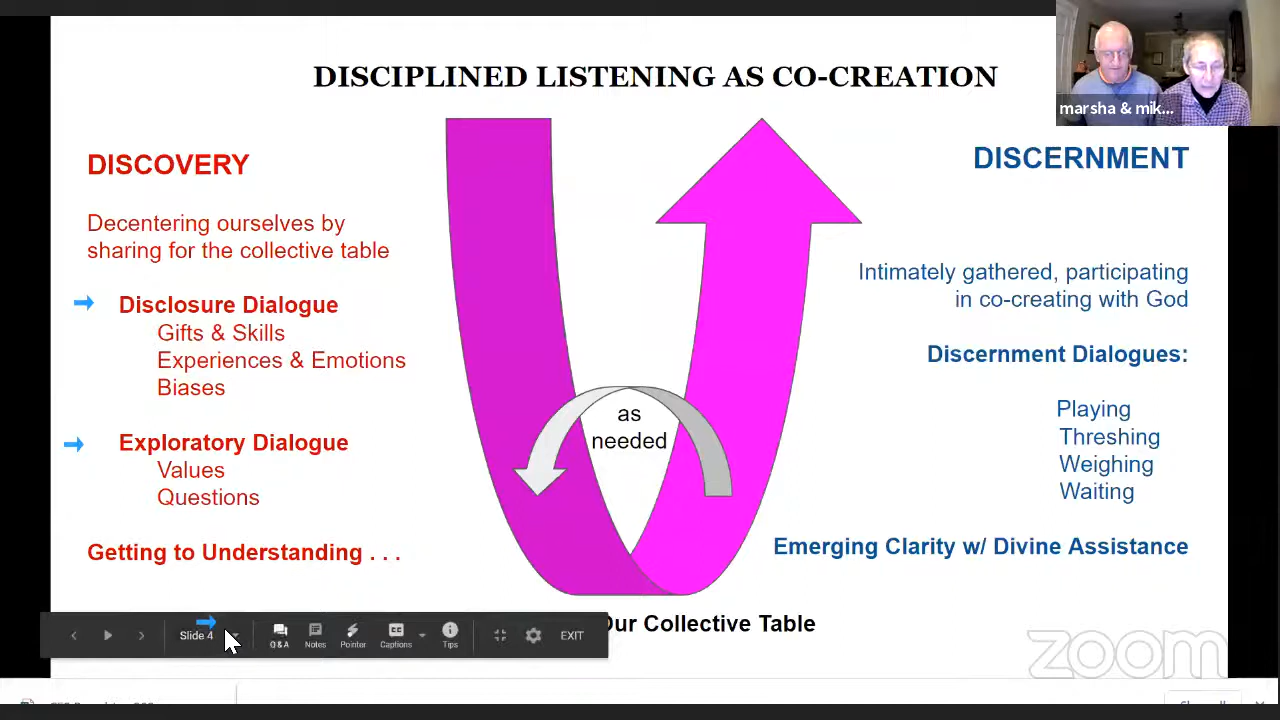 DISCIPLINED LISTENING AS CO-CREATION
marsha & mik...
DISCOVERY
Decentering ourselves by
sharing for the collective table
Disclosure Dialogue
Gifts & Skills
Experiences & Emotions
Biases
Exploratory Dialogue
Values
Questions
Getting to Understanding . . .
as
needed
DISCERNMENT
Intimately gathered, participating
in co-creating with God
Discernment Dialogues:
Playing
Threshing
Weighing
Waiting
Emerging Clarity w/ Divine Assistance
Our Collective Table
Slide 4
Q&A
Notes
Pointer
Captions
Tips
EXIT
zoom